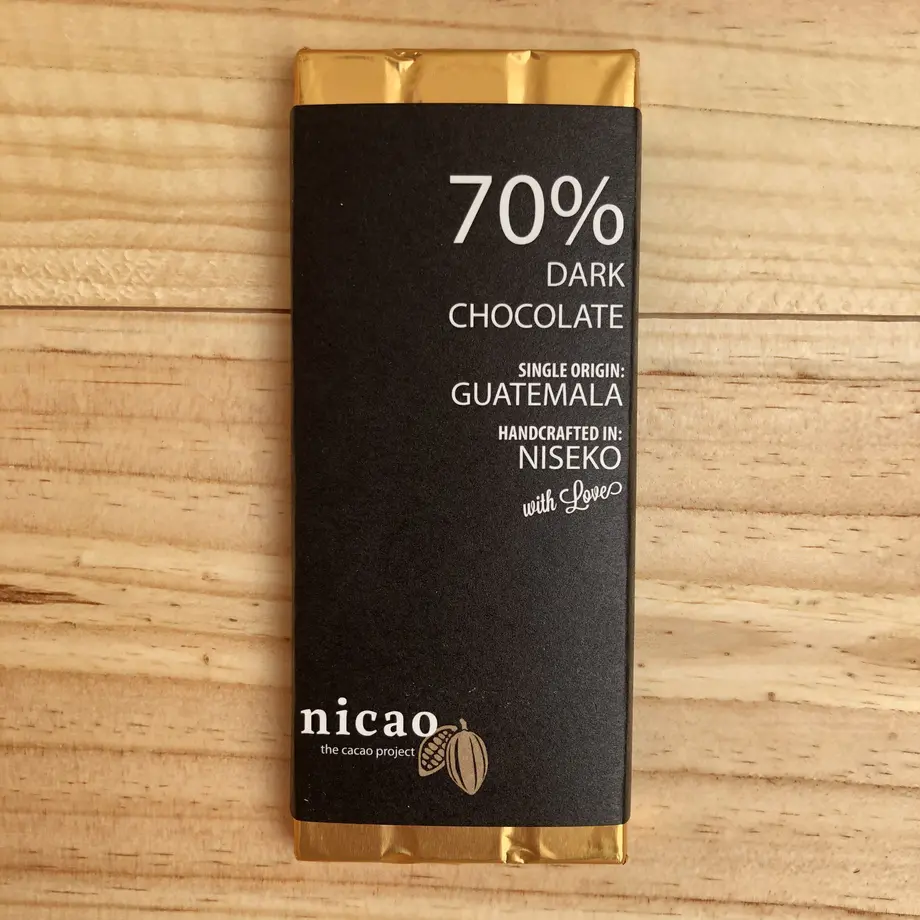 70%
DARK
CHOCOLATE
SINGLE ORIGIN:
GUATEMALA
HANDCRAFTED IN:
NISEKO
with Love
nicao
the cacao project